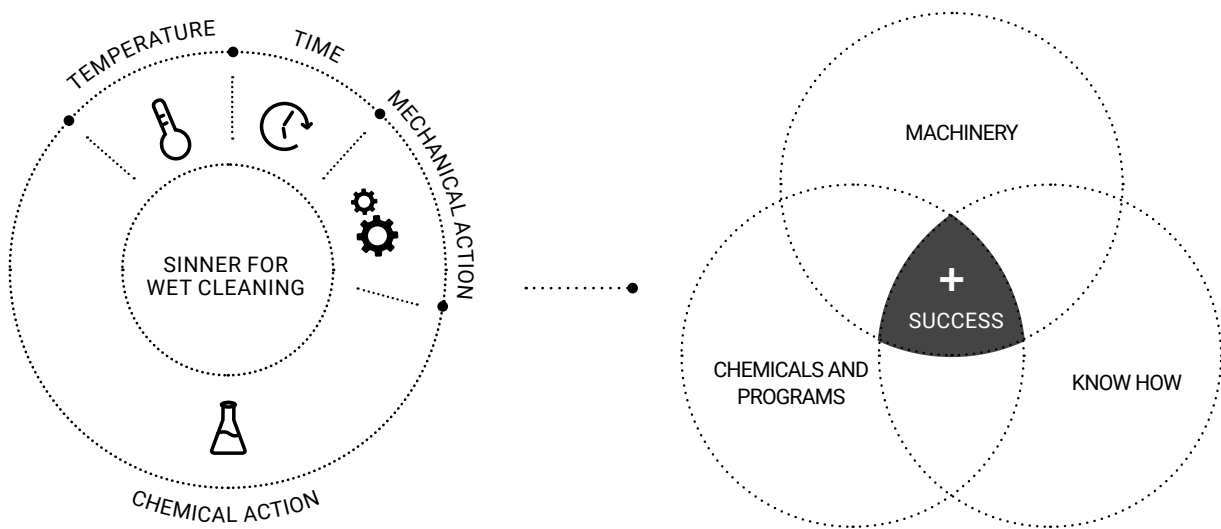 TEMPERATURE
TIME
MECHANICAL ACTION
SINNER FOR
WET CLEANING
CHEMICAL ACTION
MACHINERY
+
SUCCESS
CHEMICALS AND
PROGRAMS
KNOW HOW